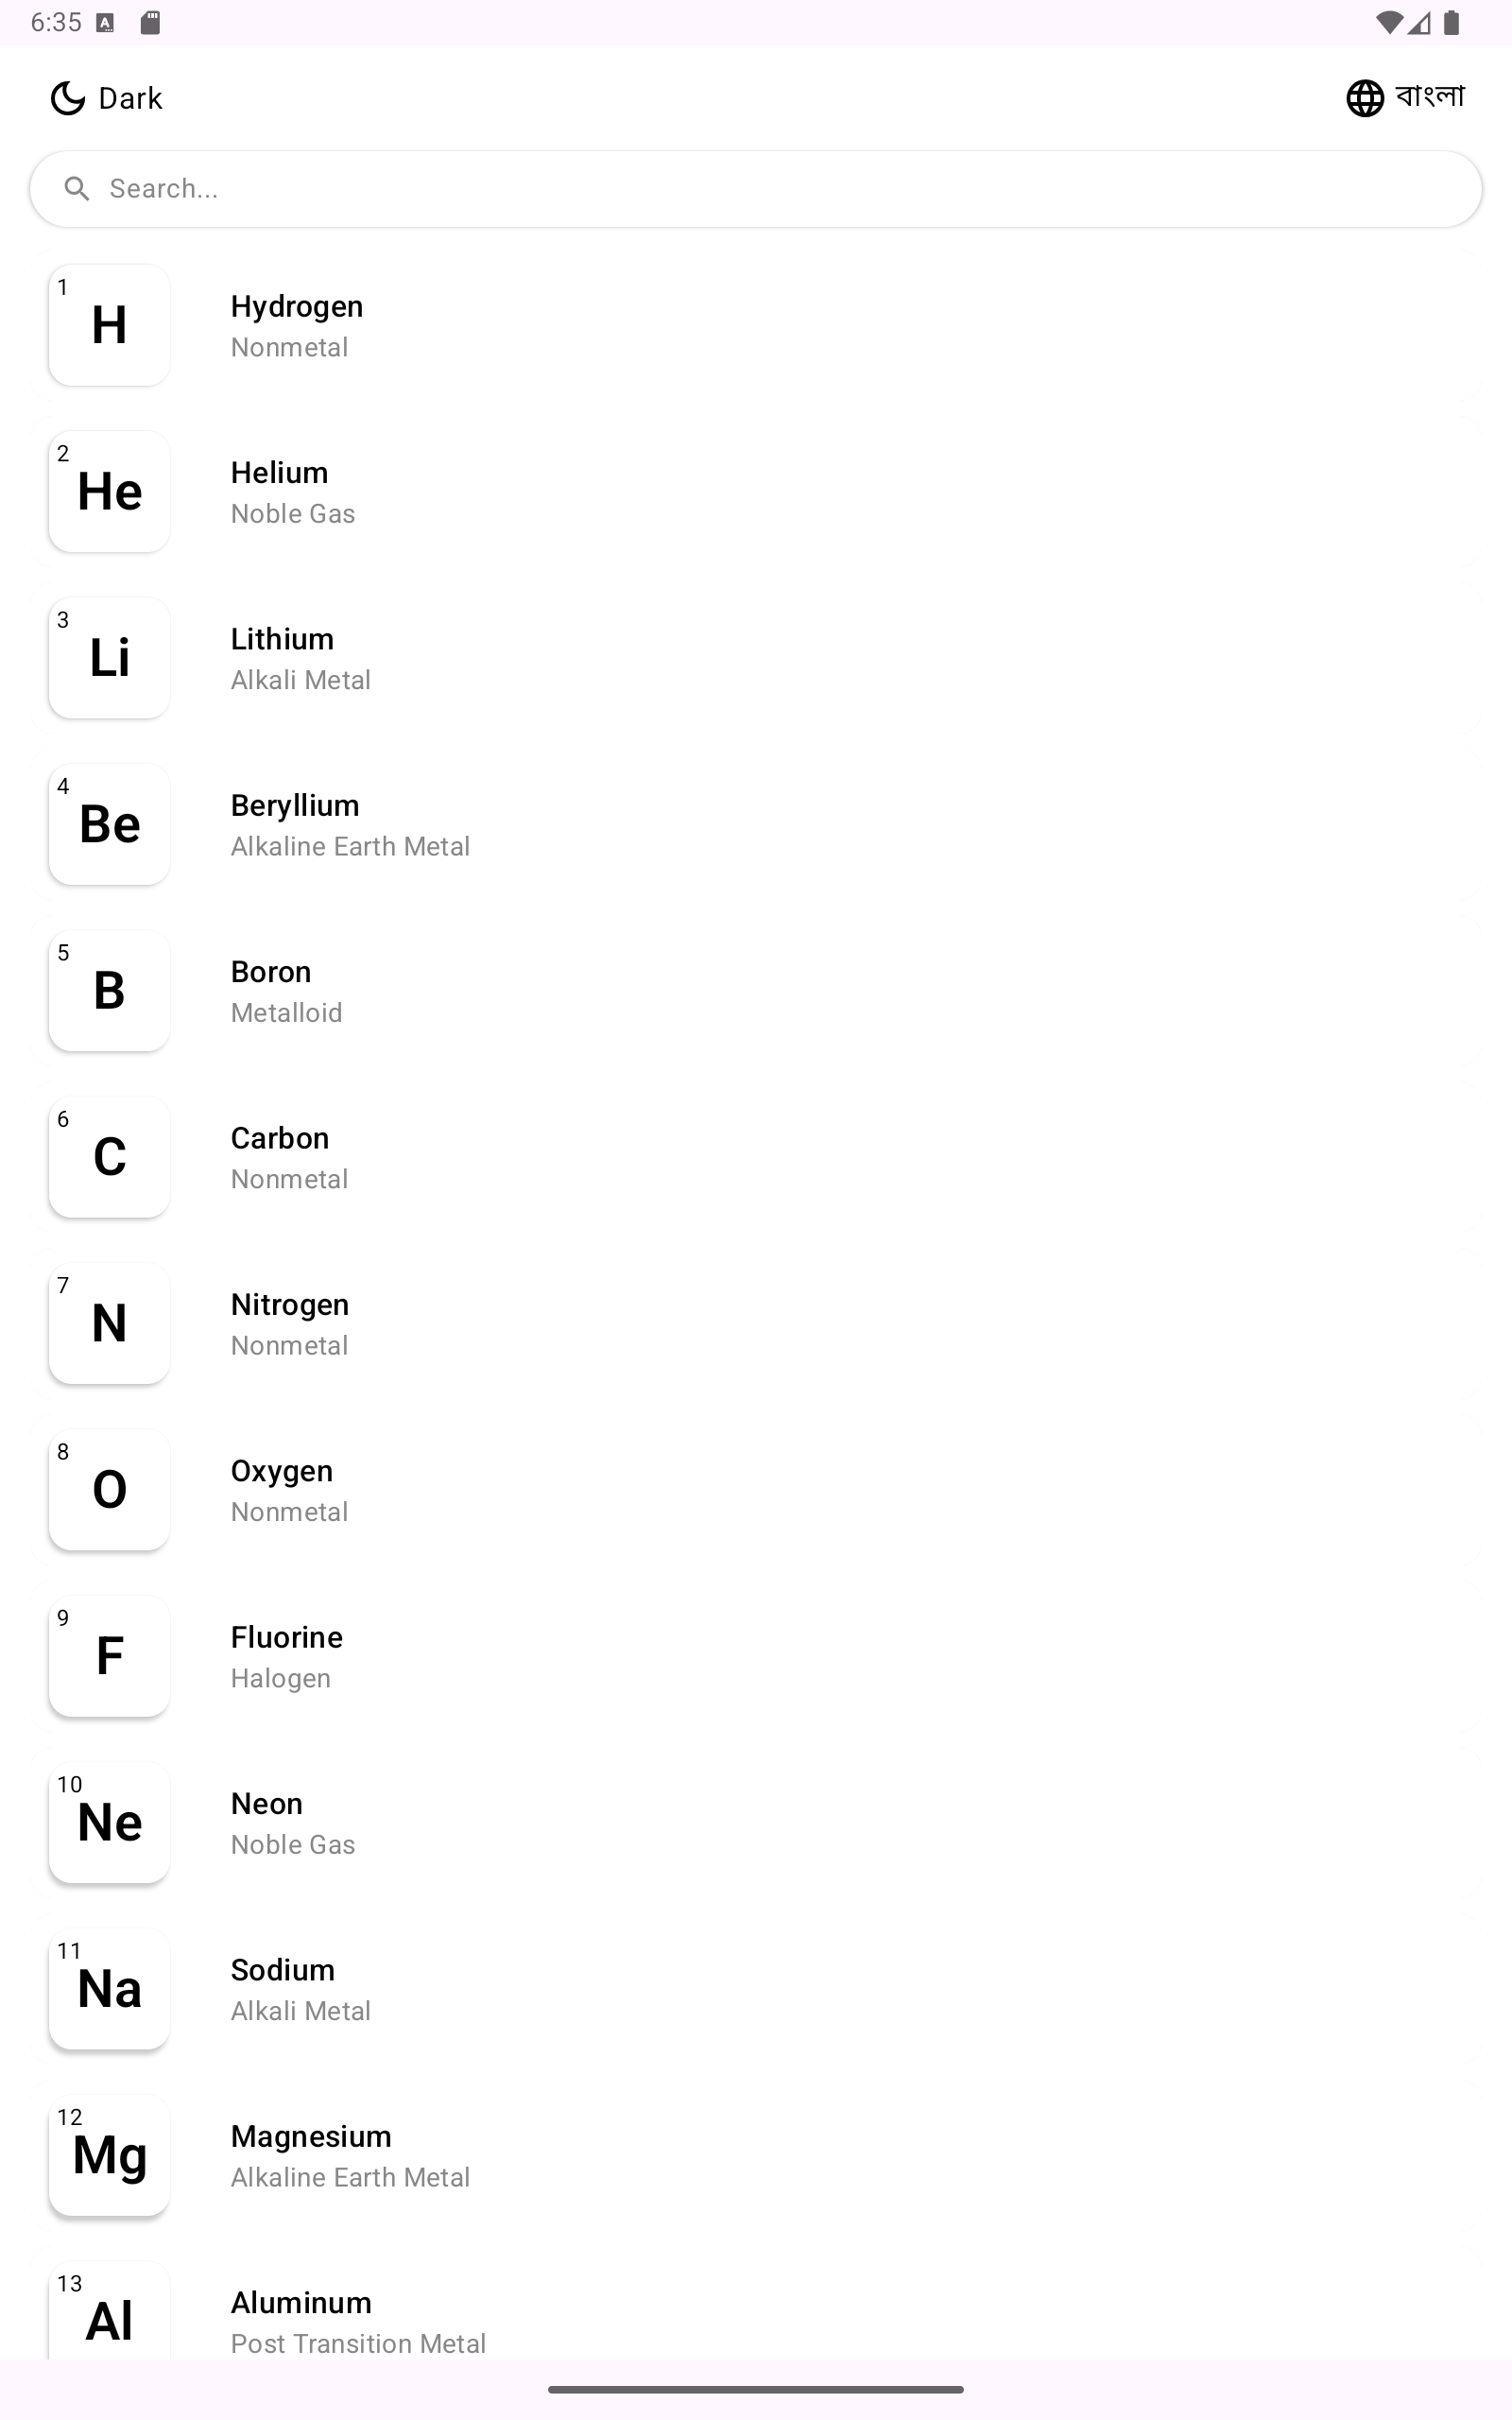 6:35
Dark
বাংলা
Search...
1
H
Hydrogen
Nonmetal
2
He
Helium
Noble Gas
3
Li
Lithium
Alkali Metal
4
Be
Beryllium
Alkaline Earth Metal
5
B
Boron
Metalloid
6
C
Carbon
Nonmetal
7
N
Nitrogen
Nonmetal
8
O
Oxygen
Nonmetal
9
F
Fluorine
Halogen
10
Ne
Neon
Noble Gas
11
Na
Sodium
Alkali Metal
12
Mg
Magnesium
Alkaline Earth Metal
13
Al
Aluminum
Post Transition Metal